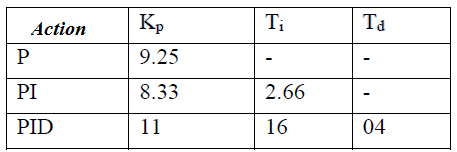 Action Kp Ti Td
P 9.25 - -
PI 8.33 2.66 -
PID 11 16 04